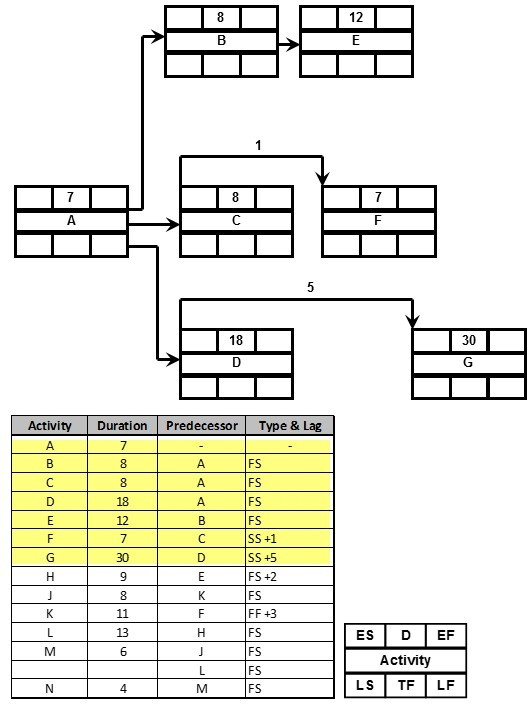 8
B
12
E
1
7
A
8
C
7
F
5
18
D
30
G
Activity Duration Predecessor Type & Lag
A 7 - -
B 8 A FS
C 8 A FS
D 18 A FS
E 12 B FS
F 7 C SS +1
G 30 D SS +5
H 9 E FS +2
J 8 K FS
K 11 F FF +3
L 13 H FS
M 6 J FS
L FS
N 4 M FS
ES D EF
Activity
LS TF LF